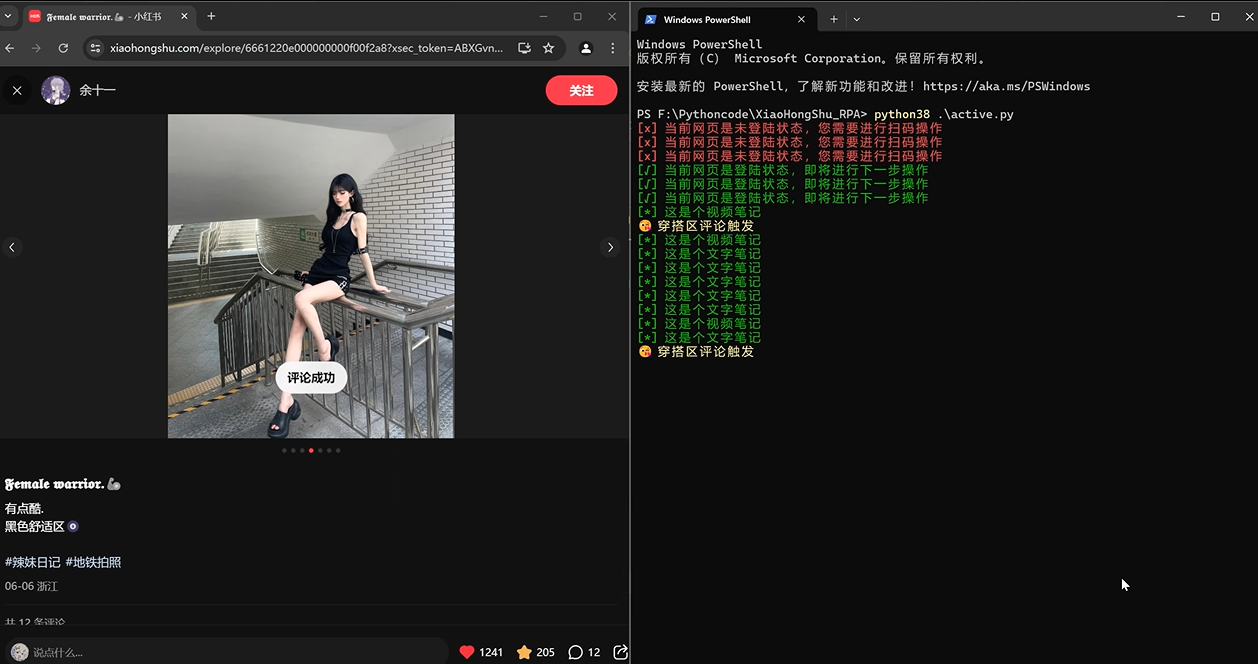 𝕱𝖊𝖒𝖆𝖑𝖊 𝖜𝖆𝖗𝖗𝖎𝖔𝖗.🦾 - 小红书
xiaohongshu.com/explore/6661220e000000000f00f2a8?xsec_token=ABXGvn...
余十一
关注
评论成功
𝕱𝖊𝖒𝖆𝖑𝖊 𝖜𝖆𝖗𝖗𝖎𝖔𝖗.🦾
有点酷.
黑色舒适区
#辣妹日记 #地铁拍照
06-06 浙江
共 12 条评论
说点什么...
1241
205
12
Windows PowerShell
Windows PowerShell
版权所有 (C) Microsoft Corporation。保留所有权利。
安装最新的 PowerShell，了解新功能和改进！https://aka.ms/PSWindows
PS F:\Pythoncode\XiaoHongShu_RPA> python38 .\active.py
[x] 当前网页是未登陆状态，您需要进行扫码操作
[x] 当前网页是未登陆状态，您需要进行扫码操作
[x] 当前网页是未登陆状态，您需要进行扫码操作
[√] 当前网页是登陆状态，即将进行下一步操作
[√] 当前网页是登陆状态，即将进行下一步操作
[√] 当前网页是登陆状态，即将进行下一步操作
[*] 这是个视频笔记
😘 穿搭区评论触发
[*] 这是个视频笔记
[*] 这是个文字笔记
[*] 这是个文字笔记
[*] 这是个文字笔记
[*] 这是个文字笔记
[*] 这是个文字笔记
[*] 这是个视频笔记
[*] 这是个文字笔记
😘 穿搭区评论触发